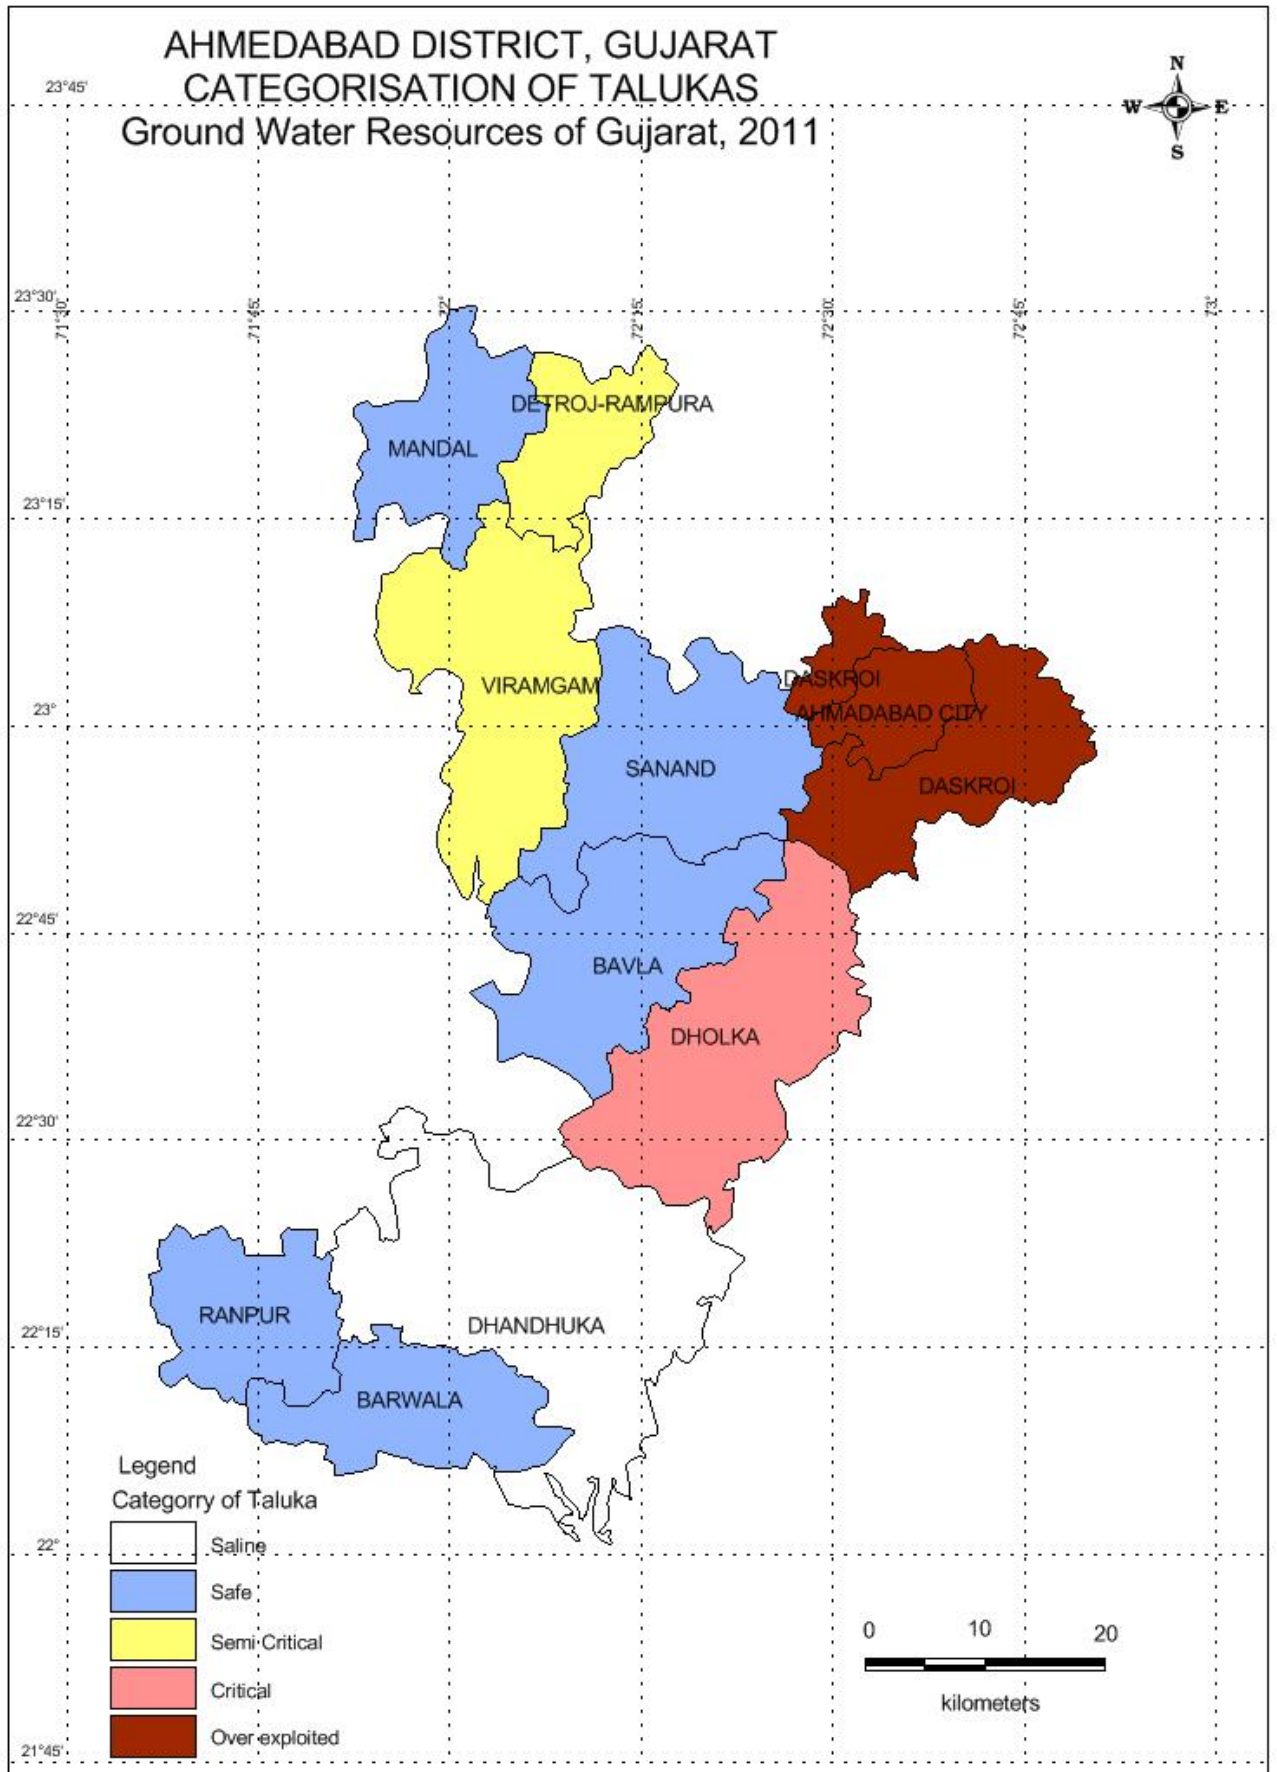 AHMEDABAD DISTRICT, GUJARAT
CATEGORISATION OF TALUKAS
Ground Water Resources of Gujarat, 2011
N
W E
S
23°45'
23°30'
71°30'
71°45'
72°
72°15'
72°30'
72°45'
73°
DETROJ-RAMPURA
MANDAL
23°15'
DASKROI
VIRAMGAM
23°
AHMADABAD CITY
SANAND
DASKROI
22°45'
BAVLA
DHOLKA
22°30'
RANPUR
DHANDHUKA
22°15'
BARWALA
Legend
Categorry of Taluka
Saline
22°
Safe
Semi Critical
Critical
Over exploited
0 10 20
kilometers
21°45'